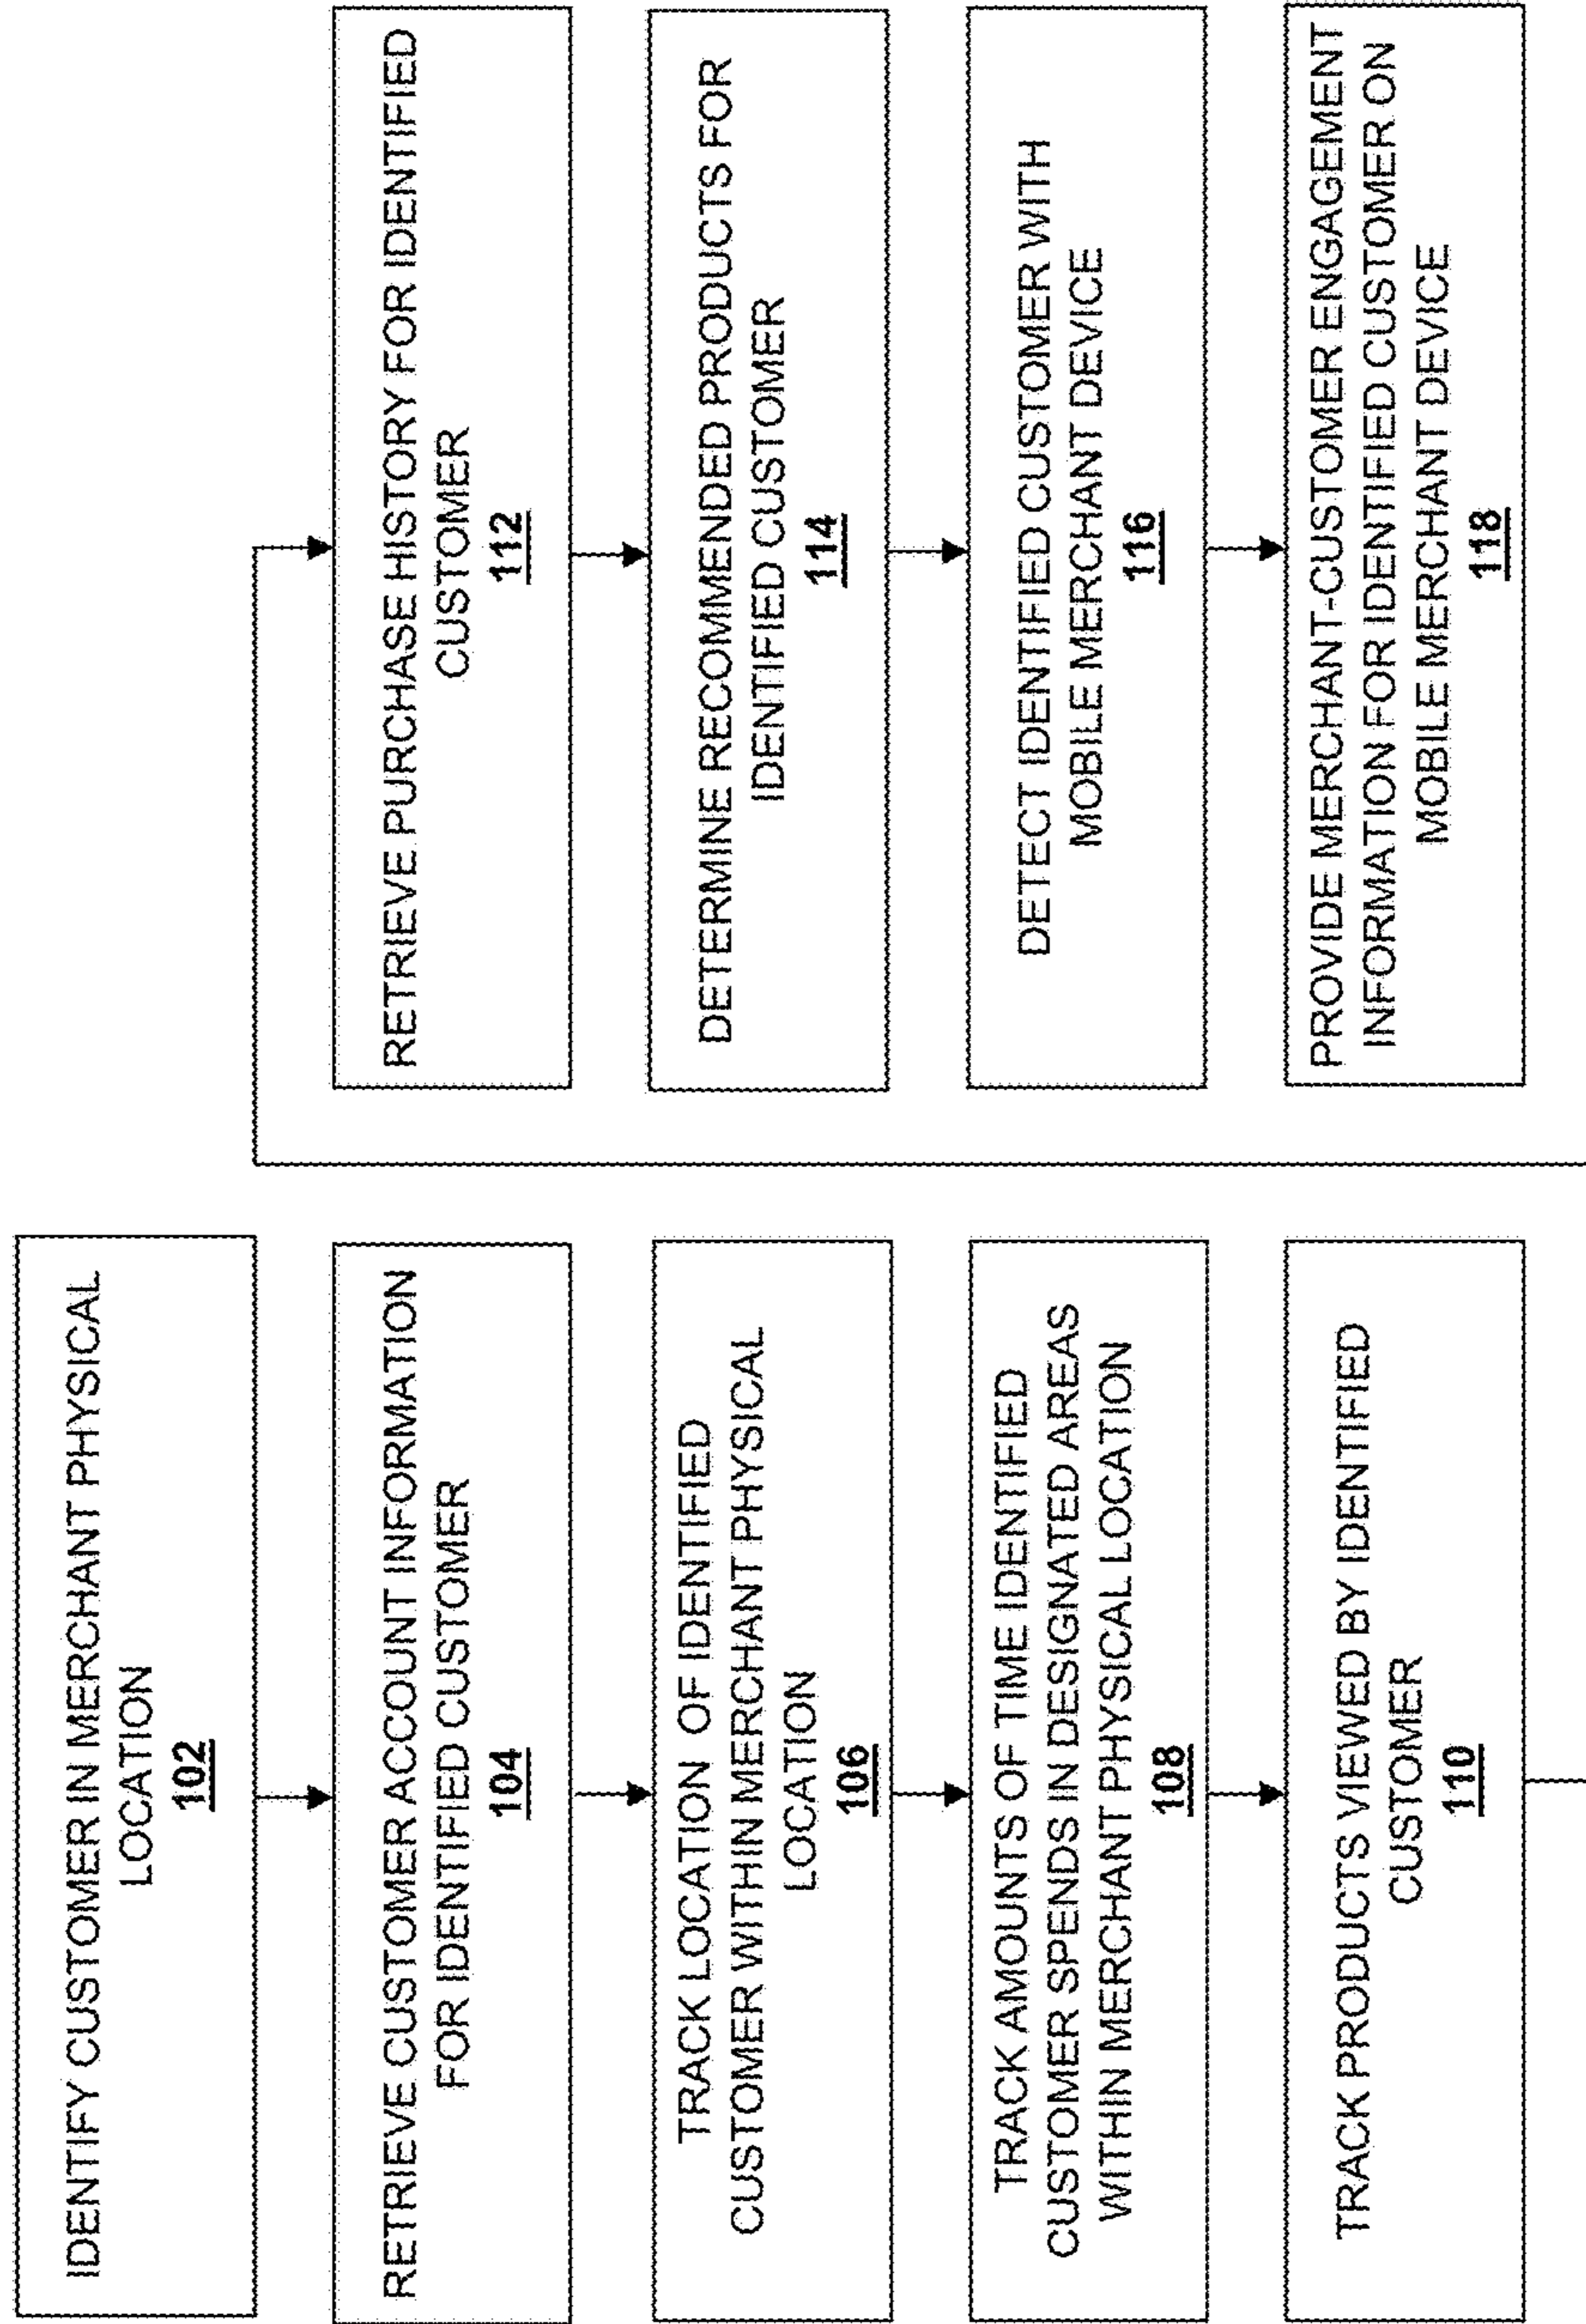 IDENTIFY CUSTOMER IN MERCHANT PHYSICAL
LOCATION
102
RETRIEVE CUSTOMER ACCOUNT INFORMATION
FOR IDENTIFIED CUSTOMER
104
TRACK LOCATION OF IDENTIFIED
CUSTOMER WITHIN MERCHANT PHYSICAL
LOCATION
106
TRACK AMOUNTS OF TIME IDENTIFIED
CUSTOMER SPENDS IN DESIGNATED AREAS
WITHIN MERCHANT PHYSICAL LOCATION
108
TRACK PRODUCTS VIEWED BY IDENTIFIED
CUSTOMER
110
RETRIEVE PURCHASE HISTORY FOR IDENTIFIED
CUSTOMER
112
DETERMINE RECOMMENDED PRODUCTS FOR
IDENTIFIED CUSTOMER
114
DETECT IDENTIFIED CUSTOMER WITH
MOBILE MERCHANT DEVICE
116
PROVIDE MERCHANT-CUSTOMER ENGAGEMENT
INFORMATION FOR IDENTIFIED CUSTOMER ON
MOBILE MERCHANT DEVICE
118